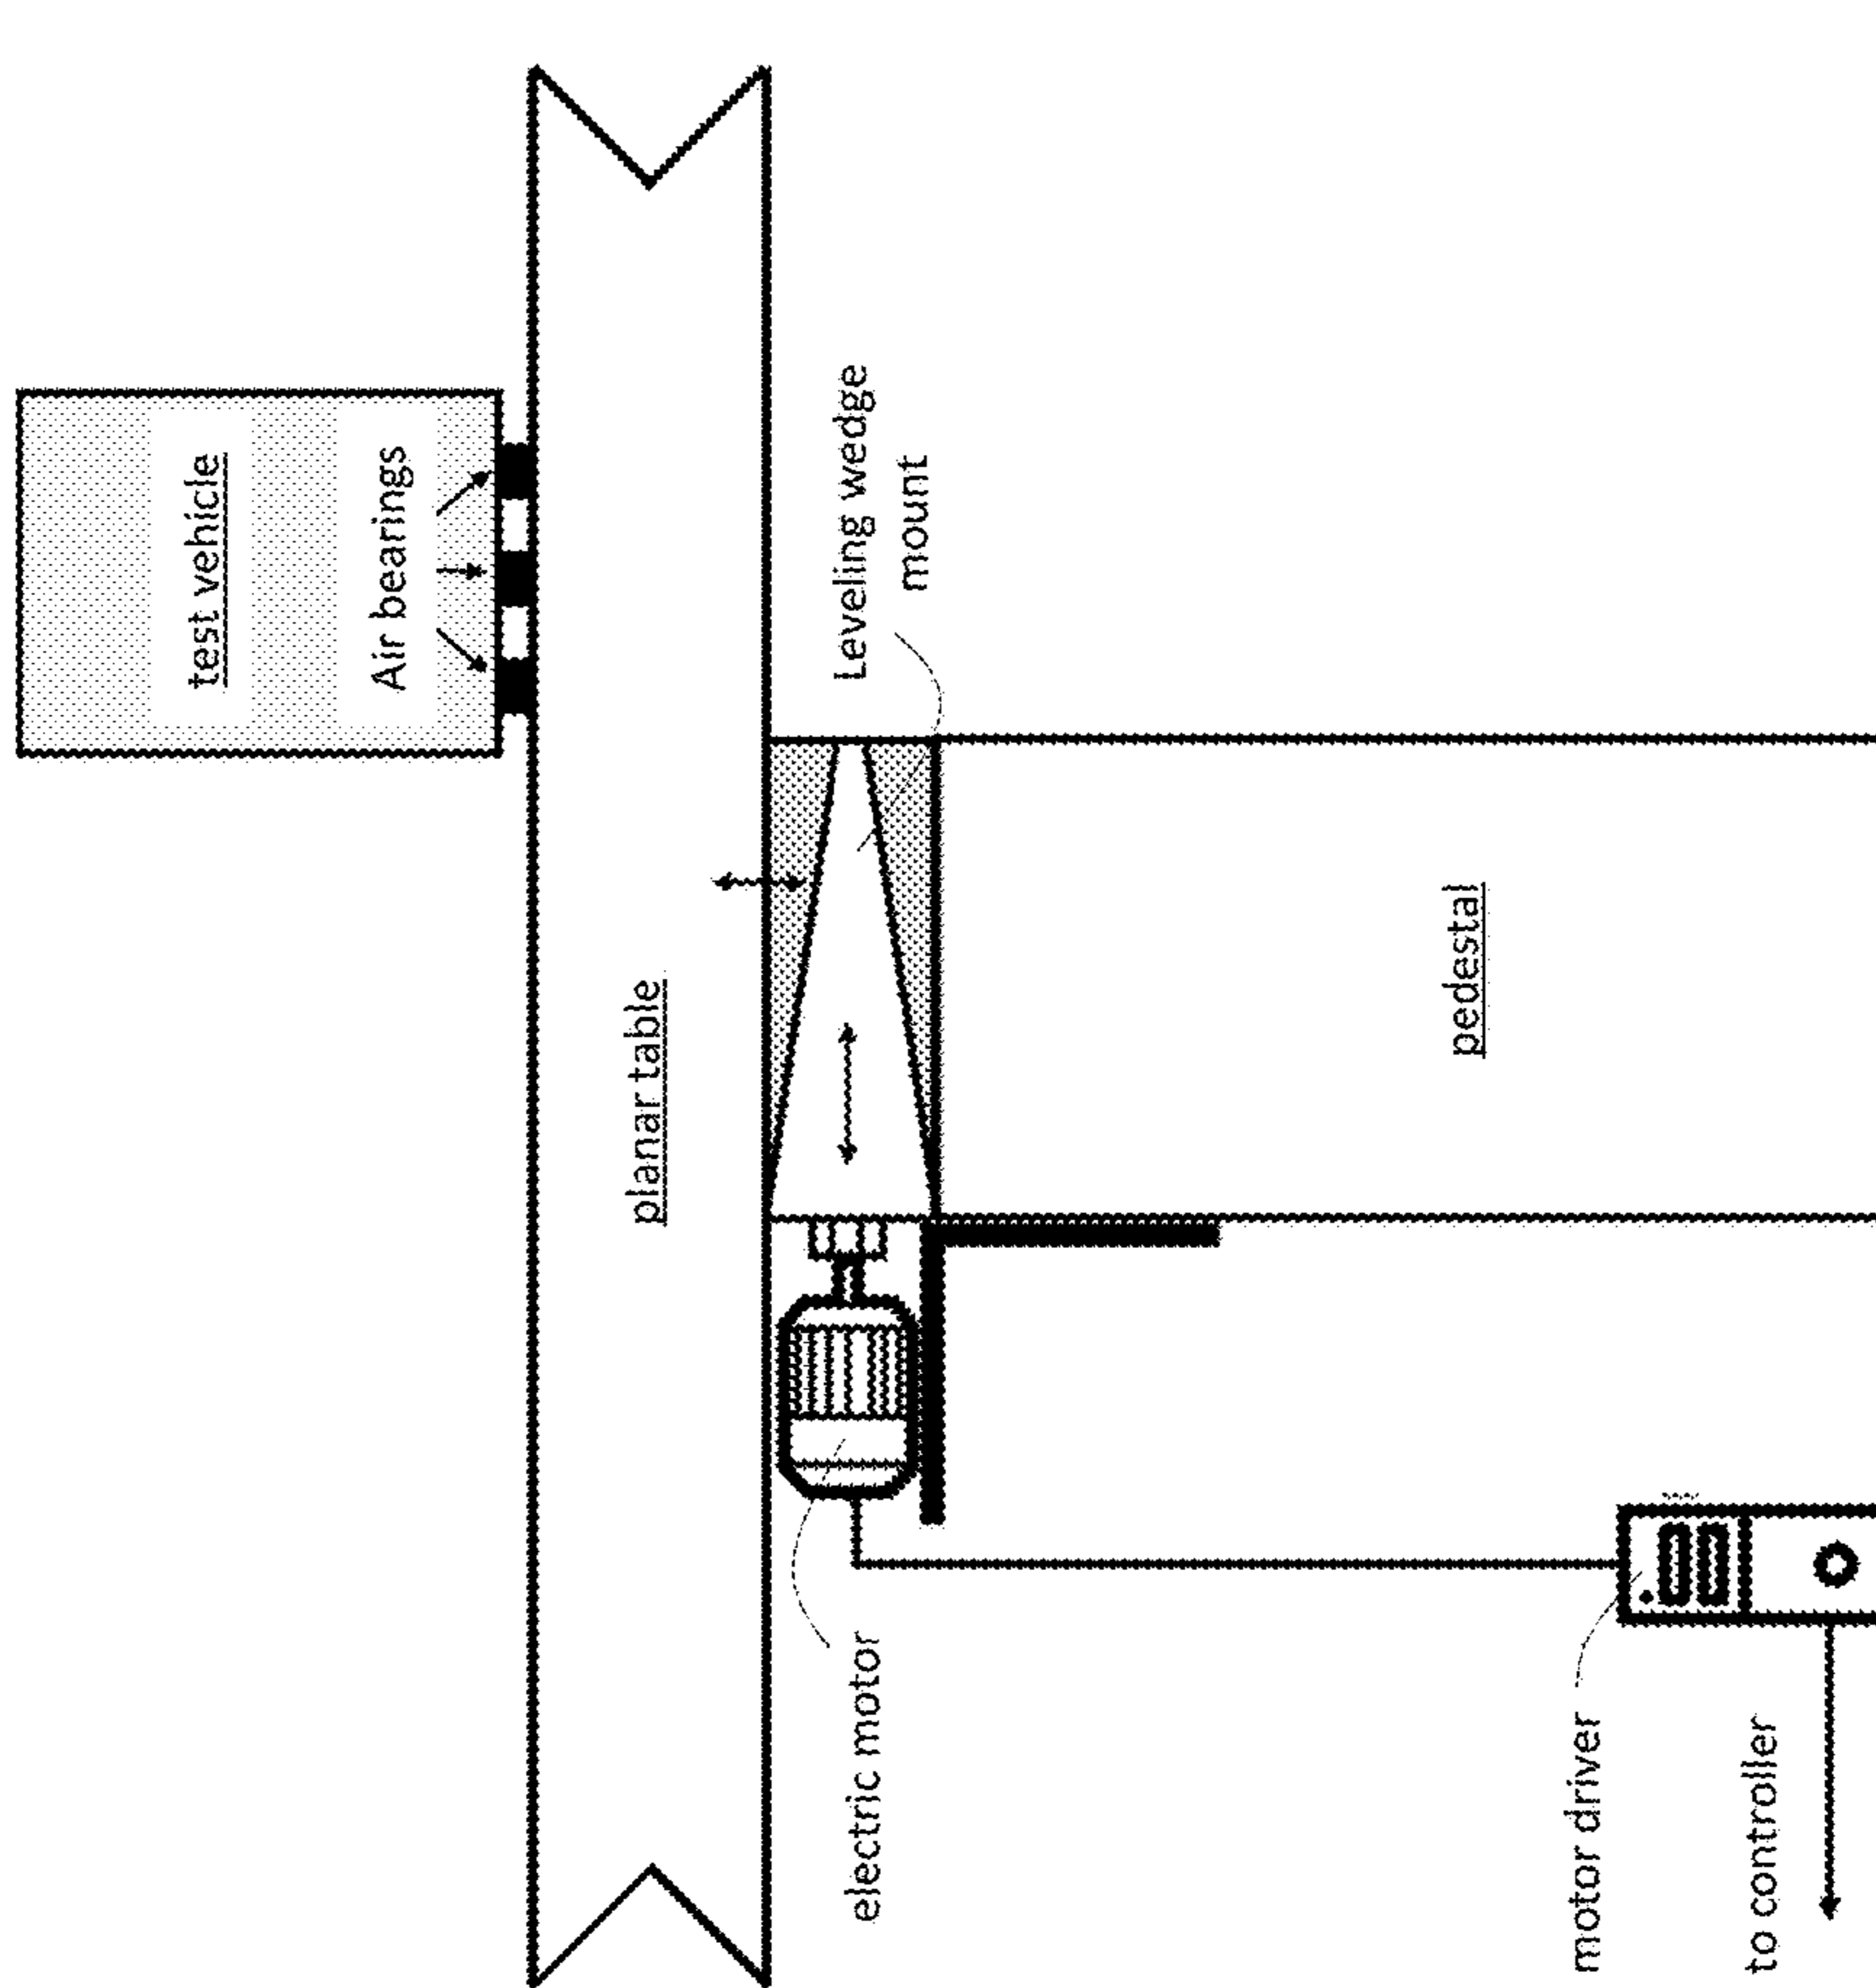 test vehicle
Air bearings
planar table
Leveling wedge
mount
electric motor
pedestal
motor driver
to controller